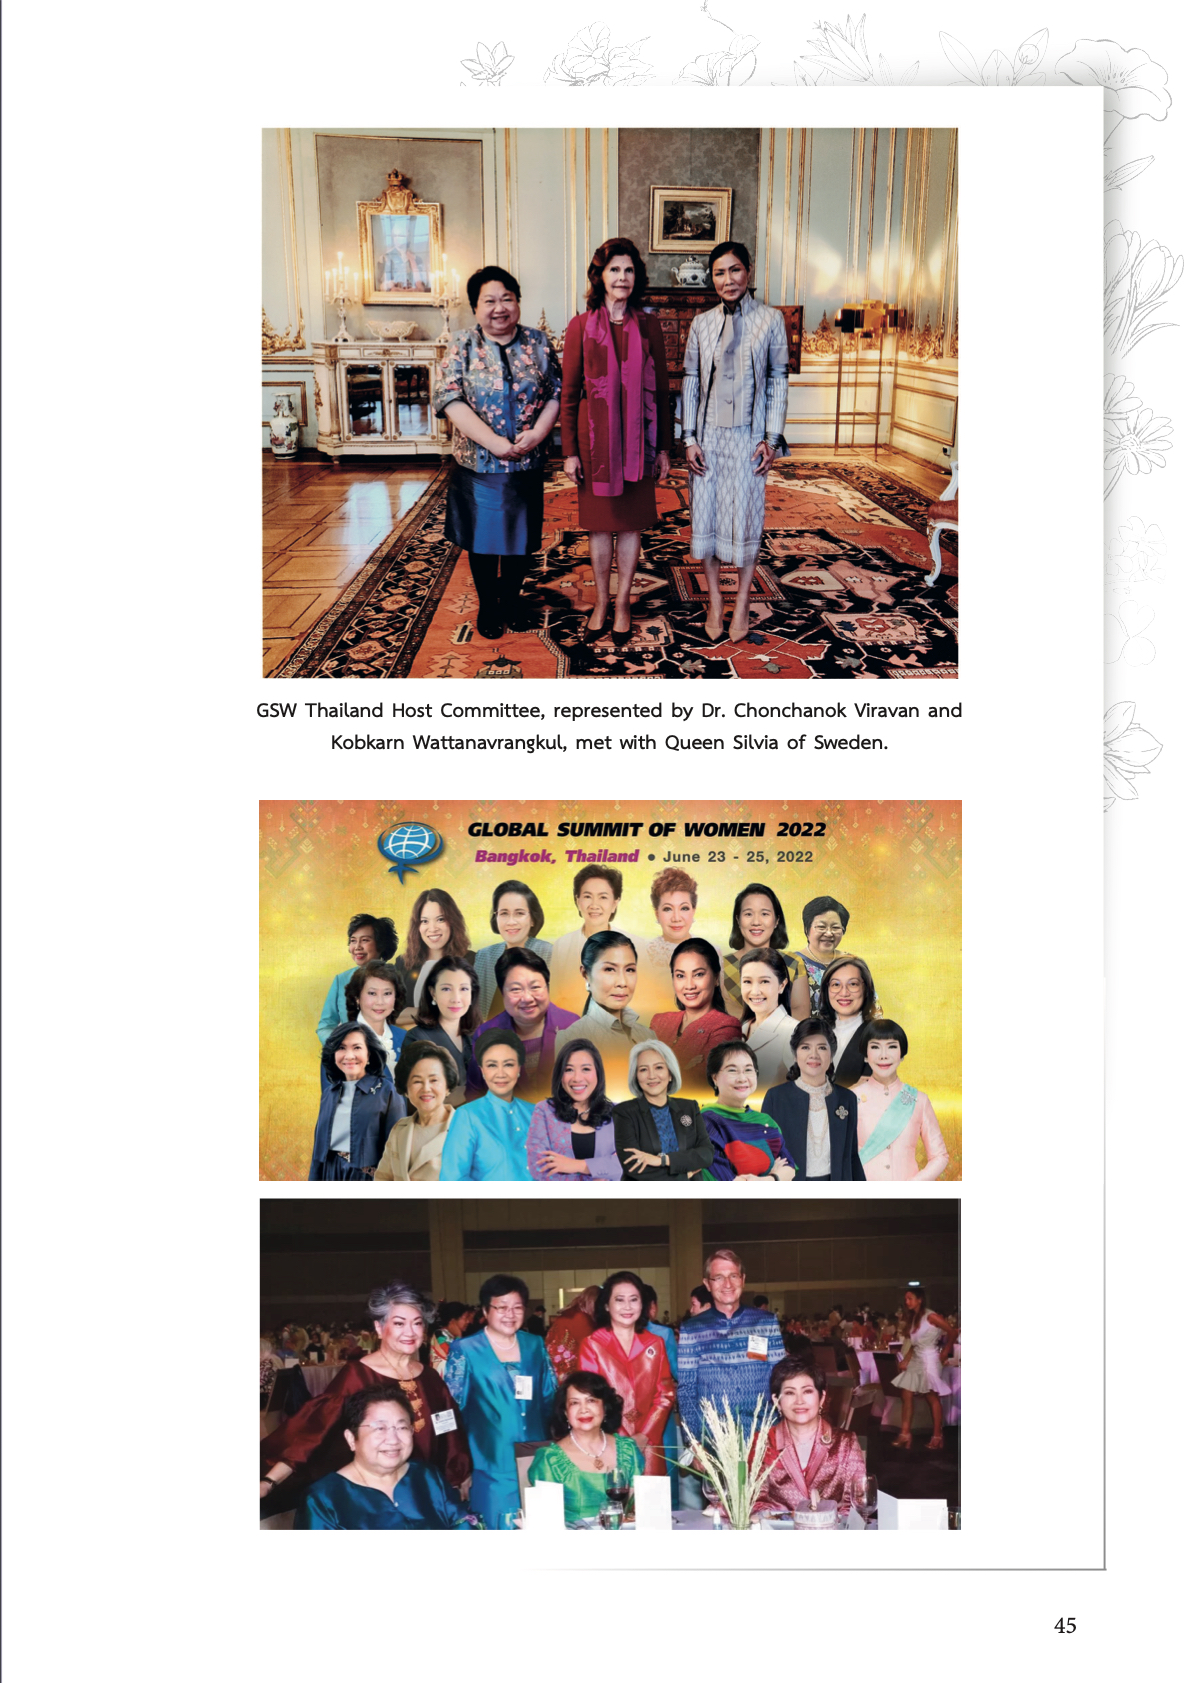 GSW Thailand Host Committee, represented by Dr. Chonchanok Viravan and
Kobkarn Wattanavrangkul, met with Queen Silvia of Sweden.
GLOBAL SUMMIT OF WOMEN 2022
Bangkok, Thailand ● June 23 - 25, 2022
45